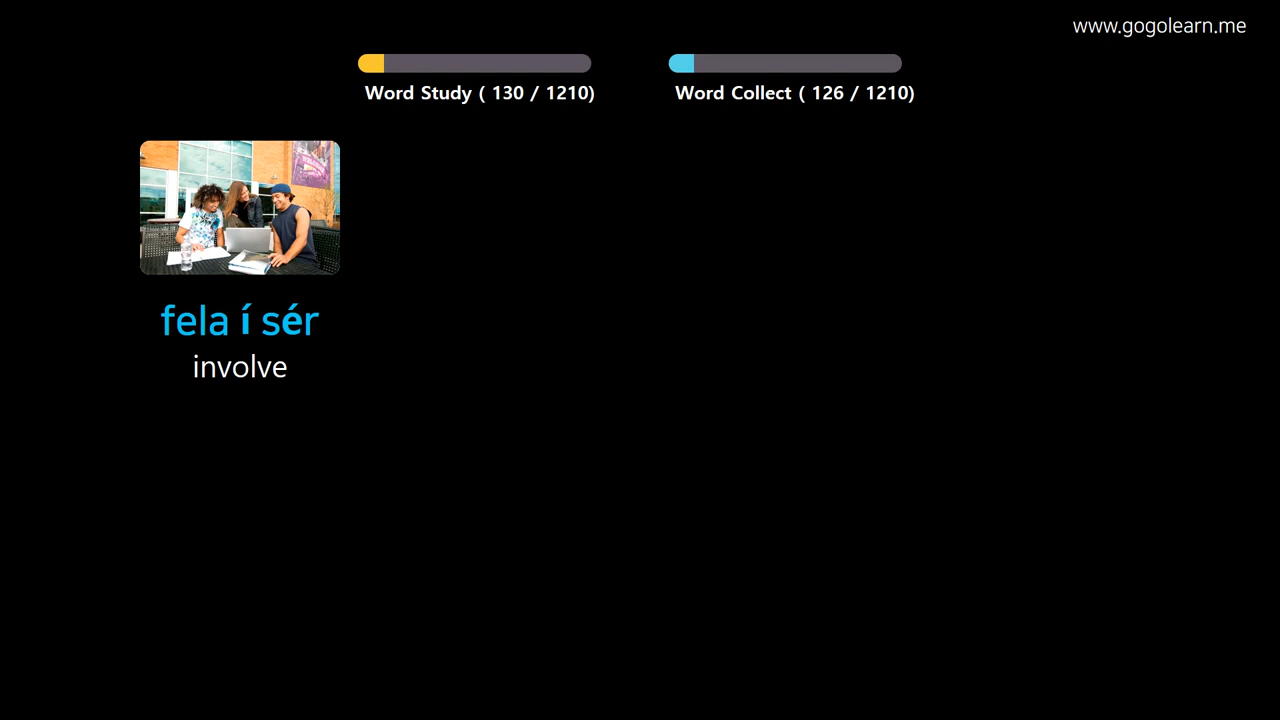 www.gogolearn.me
Word Study ( 130 / 1210)
Word Collect ( 126 / 1210)
fela í sér
involve